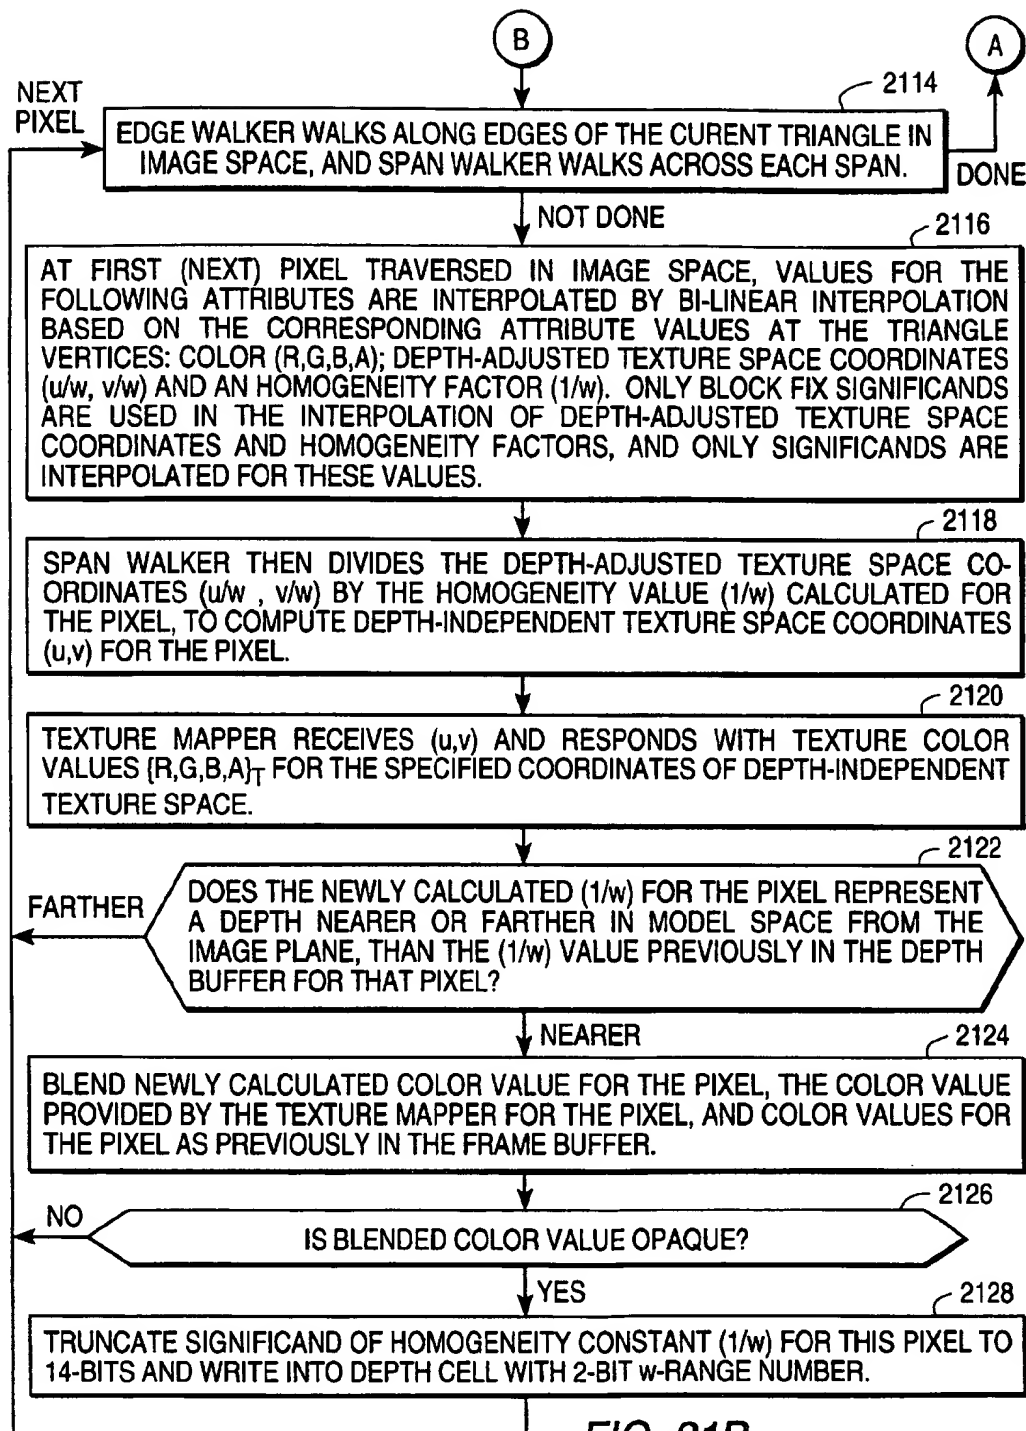 B
A
NEXT
PIXEL
2114
EDGE WALKER WALKS ALONG EDGES OF THE CURENT TRIANGLE IN
IMAGE SPACE, AND SPAN WALKER WALKS ACROSS EACH SPAN.
DONE
NOT DONE
2116
AT FIRST (NEXT) PIXEL TRAVERSED IN IMAGE SPACE, VALUES FOR THE
FOLLOWING ATTRIBUTES ARE INTERPOLATED BY BI-LINEAR INTERPOLATION
BASED ON THE CORRESPONDING ATTRIBUTE VALUES AT THE TRIANGLE
VERTICES: COLOR (R,G,B,A); DEPTH-ADJUSTED TEXTURE SPACE COORDINATES
(u/w, v/w) AND AN HOMOGENEITY FACTOR (1/w). ONLY BLOCK FIX SIGNIFICANDS
ARE USED IN THE INTERPOLATION OF DEPTH-ADJUSTED TEXTURE SPACE
COORDINATES AND HOMOGENEITY FACTORS, AND ONLY SIGNIFICANDS ARE
INTERPOLATED FOR THESE VALUES.
2118
SPAN WALKER THEN DIVIDES THE DEPTH-ADJUSTED TEXTURE SPACE CO-
ORDINATES (u/w , v/w) BY THE HOMOGENEITY VALUE (1/w) CALCULATED FOR
THE PIXEL, TO COMPUTE DEPTH-INDEPENDENT TEXTURE SPACE COORDINATES
(u,v) FOR THE PIXEL.
2120
TEXTURE MAPPER RECEIVES (u,v) AND RESPONDS WITH TEXTURE COLOR
VALUES {R,G,B,A}T FOR THE SPECIFIED COORDINATES OF DEPTH-INDEPENDENT
TEXTURE SPACE.
2122
FARTHER
DOES THE NEWLY CALCULATED (1/w) FOR THE PIXEL REPRESENT
A DEPTH NEARER OR FARTHER IN MODEL SPACE FROM THE
IMAGE PLANE, THAN THE (1/w) VALUE PREVIOUSLY IN THE DEPTH
BUFFER FOR THAT PIXEL?
NEARER
2124
BLEND NEWLY CALCULATED COLOR VALUE FOR THE PIXEL, THE COLOR VALUE
PROVIDED BY THE TEXTURE MAPPER FOR THE PIXEL, AND COLOR VALUES FOR
THE PIXEL AS PREVIOUSLY IN THE FRAME BUFFER.
2126
NO
IS BLENDED COLOR VALUE OPAQUE?
YES
2128
TRUNCATE SIGNIFICAND OF HOMOGENEITY CONSTANT (1/w) FOR THIS PIXEL TO
14-BITS AND WRITE INTO DEPTH CELL WITH 2-BIT w-RANGE NUMBER.
FIG. 21B